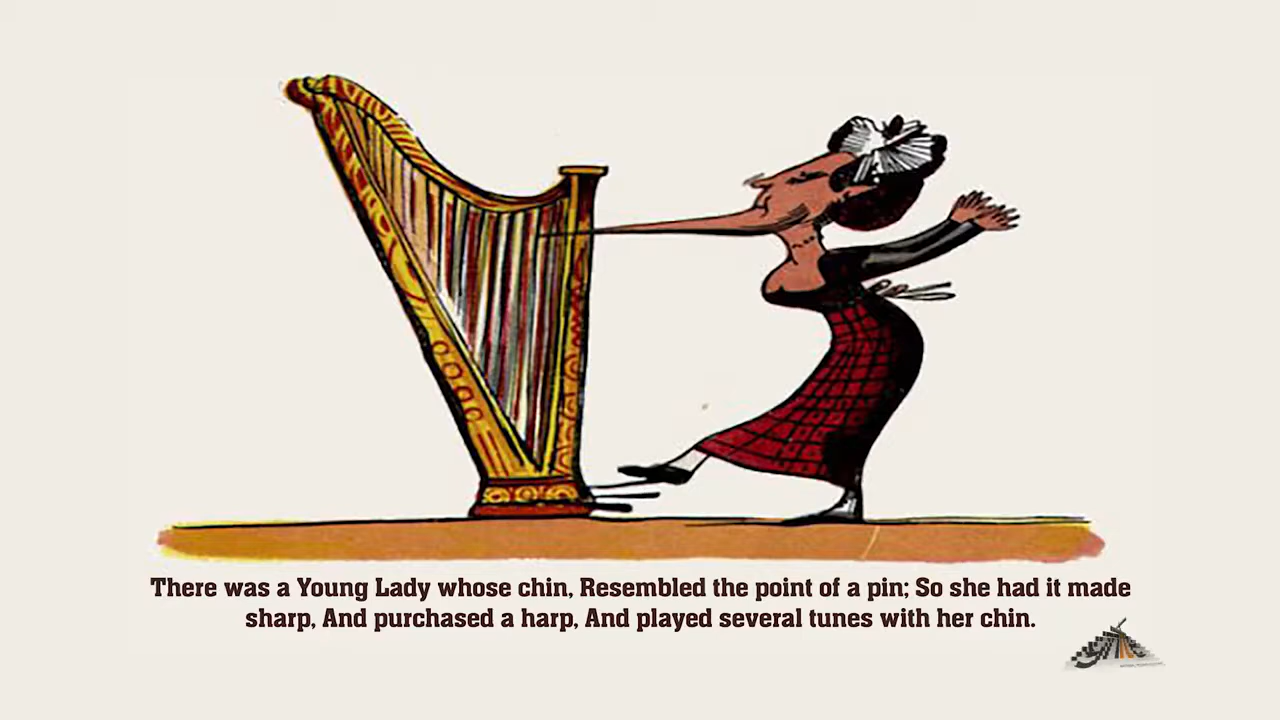 There was a Young Lady whose chin, Resembled the point of a pin; So she had it made
sharp, And purchased a harp, And played several tunes with her chin.